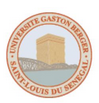 UNIVERSITE GASTON BERGER
SAINT-LOUIS DU SENEGAL